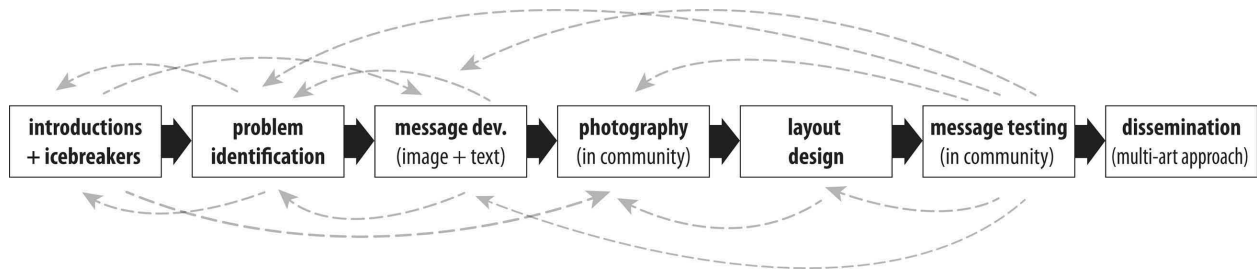 introductions
+ icebreakers
problem
identification
message dev.
(image + text)
photography
(in community)
layout
design
message testing
(in community)
dissemination
(multi-art approach)